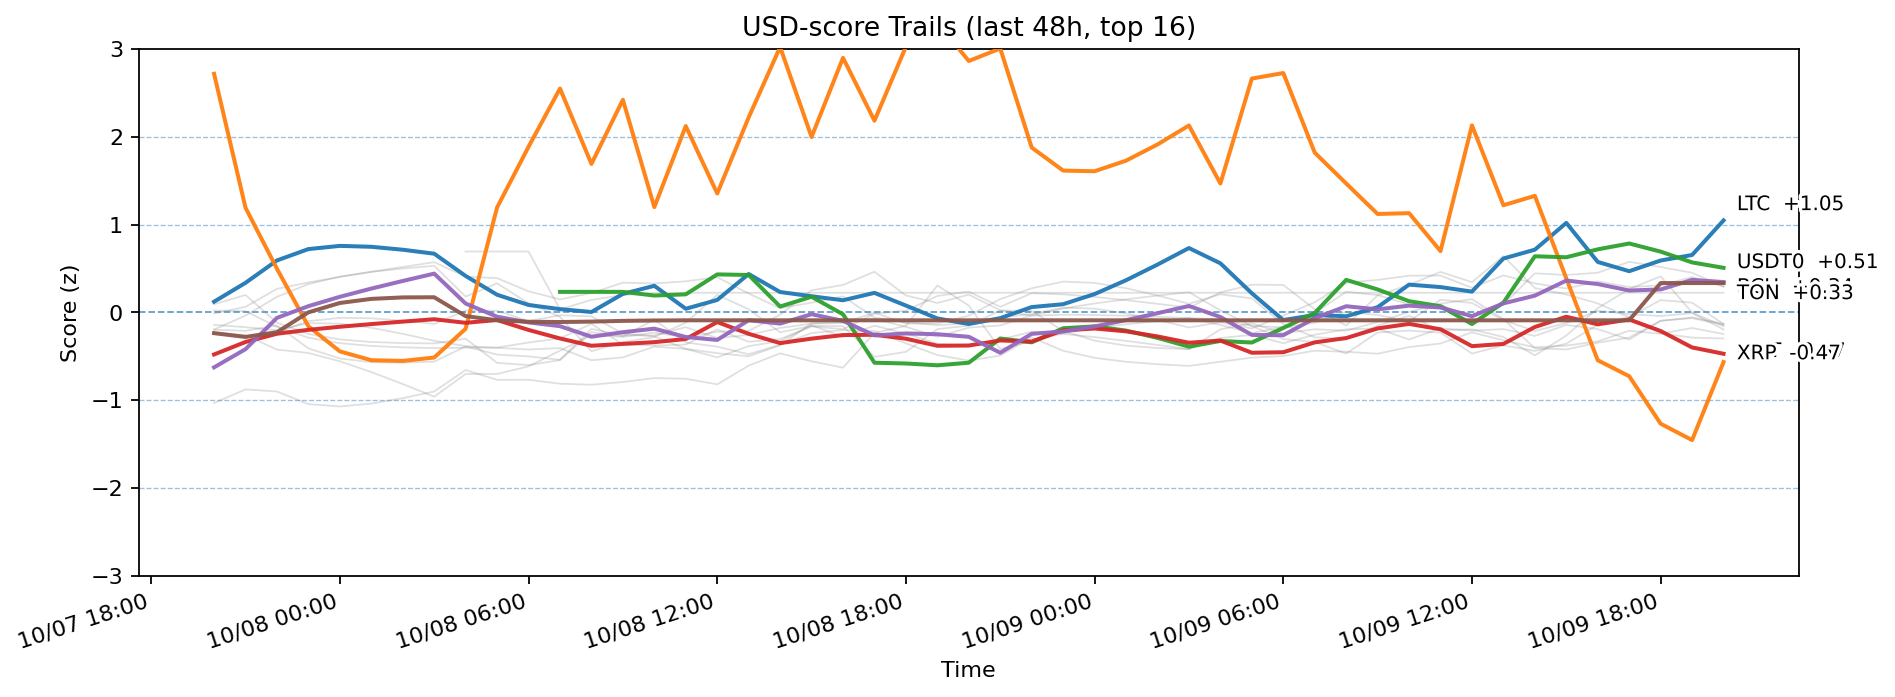 USD-score Trails (last 48h, top 16)
3
2
1
0
−1
−2
−3
Score (z)
LTC +1.05
USDT0 +0.51
TON +0.33
XRP -0.47
10/07 18:00
10/08 00:00
10/08 06:00
10/08 12:00
10/08 18:00
10/09 00:00
10/09 06:00
10/09 12:00
10/09 18:00
Time